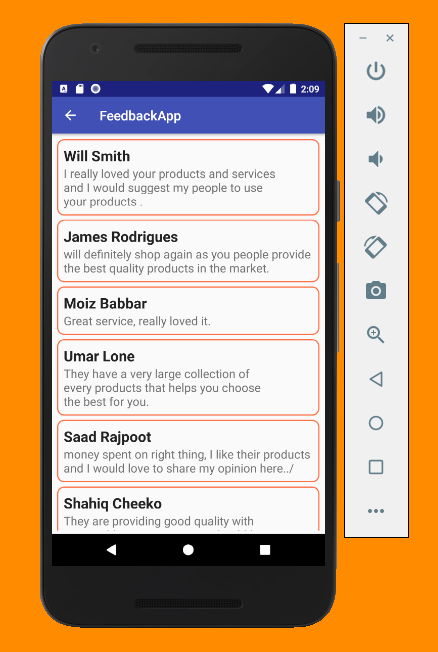 2:09
FeedbackApp
Will Smith
I really loved your products and services
and I would suggest my people to use
your products .
James Rodrigues
will definitely shop again as you people provide
the best quality products in the market.
Moiz Babbar
Great service, really loved it.
Umar Lone
They have a very large collection of
every products that helps you choose
the best for you.
Saad Rajpoot
money spent on right thing, I like their products
and I would love to share my opinion here../
Shahiq Cheeko
They are providing good quality with